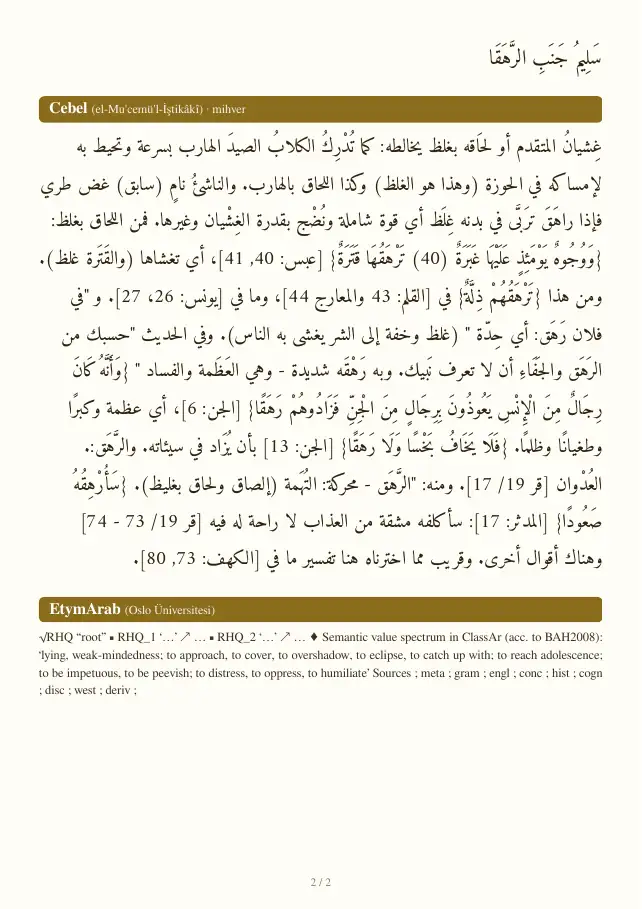 سَلِيمُ جَنَبِ الرَّهَقَا
Cebel (el-Mu'cemü'l-İştikâkî) · mihver
غِشيانُ المتقدم أو لحَاقه بغلظ يخالطه: كما تُدْرِكُ الكلابُ الصيدَ الهارب بسرعة وتحيط به
لإمساكه في الحوزة (وهذا هو الغلظ) وكذا اللحاق بالهارب. والناشئُ نامٍ (سابق) غض طري
فإذا راهَقَ ترَبَّى في بدنه غِلَظ أي قوة شاملة ونُضْج بقدرة الغِشْيان وغيرها. فمن اللحاق بغلظ:
{وَوُجُوهٌ يَوْمَئِذٍ عَلَيْهَا غَبَرَةٌ (40) تَرْهَقُهَا قَتَرَةٌ} [عبس: 40, 41]، أي تغشاها (والقَتَرة غلظ).
ومن هذا {تَرْهَقُهُمْ ذِلَّةٌ} في [القلم: 43 والمعارج 44]، وما في [يونس: 26، 27]. و "في
فلان رَهَق: أي حِدّة " (غلظ وخفة إلى الشر يغشى به الناس). وفي الحديث "حسبك من
الرَهَق والجَفَاءِ أن لا تعرف نَبيك. وبه رَهْقَه شديدة - وهي العَظَمة والفساد " {وَأَنَّهُ كَانَ
رِجَالٌ مِنَ الْإِنْسِ يَعُوذُونَ بِرِجَالٍ مِنَ الْجِنِّ فَزَادُوهُمْ رَهَقًا} [الجن: 6]، أي عظمة وكبرًا
وطغيانًا وظلمًا. {فَلَا يَخَافُ بَخْسًا وَلَا رَهَقًا} [الجن: 13] بأن يُزَاد في سيئاته. والرَّهَق:.
العُدْوان [قر 19/ 17]. ومنه: "الرَّهَق - محركة: التُهَمة (إلصاق ولحاق بغليظ). {سَأُرْهِقُهُ
صَعُودًا} [المدثر: 17]: سأكلفه مشقة من العذاب لا راحة له فيه [قر 19/ 73 - 74]
وهناك أقوال أخرى. وقريب مما اخترناه هنا تفسير ما في [الكهف: 73, 80].
EtymArab (Oslo Üniversitesi)
√RHQ “root” ▪ RHQ_1 ‘…’ ↗ … ▪ RHQ_2 ‘…’ ↗ … ♦ Semantic value spectrum in ClassAr (acc. to BAH2008):
‘lying, weak-mindedness; to approach, to cover, to overshadow, to eclipse, to catch up with; to reach adolescence;
to be impetuous, to be peevish; to distress, to oppress, to humiliate’ Sources ; meta ; gram ; engl ; conc ; hist ; cogn
; disc ; west ; deriv ;
2 / 2